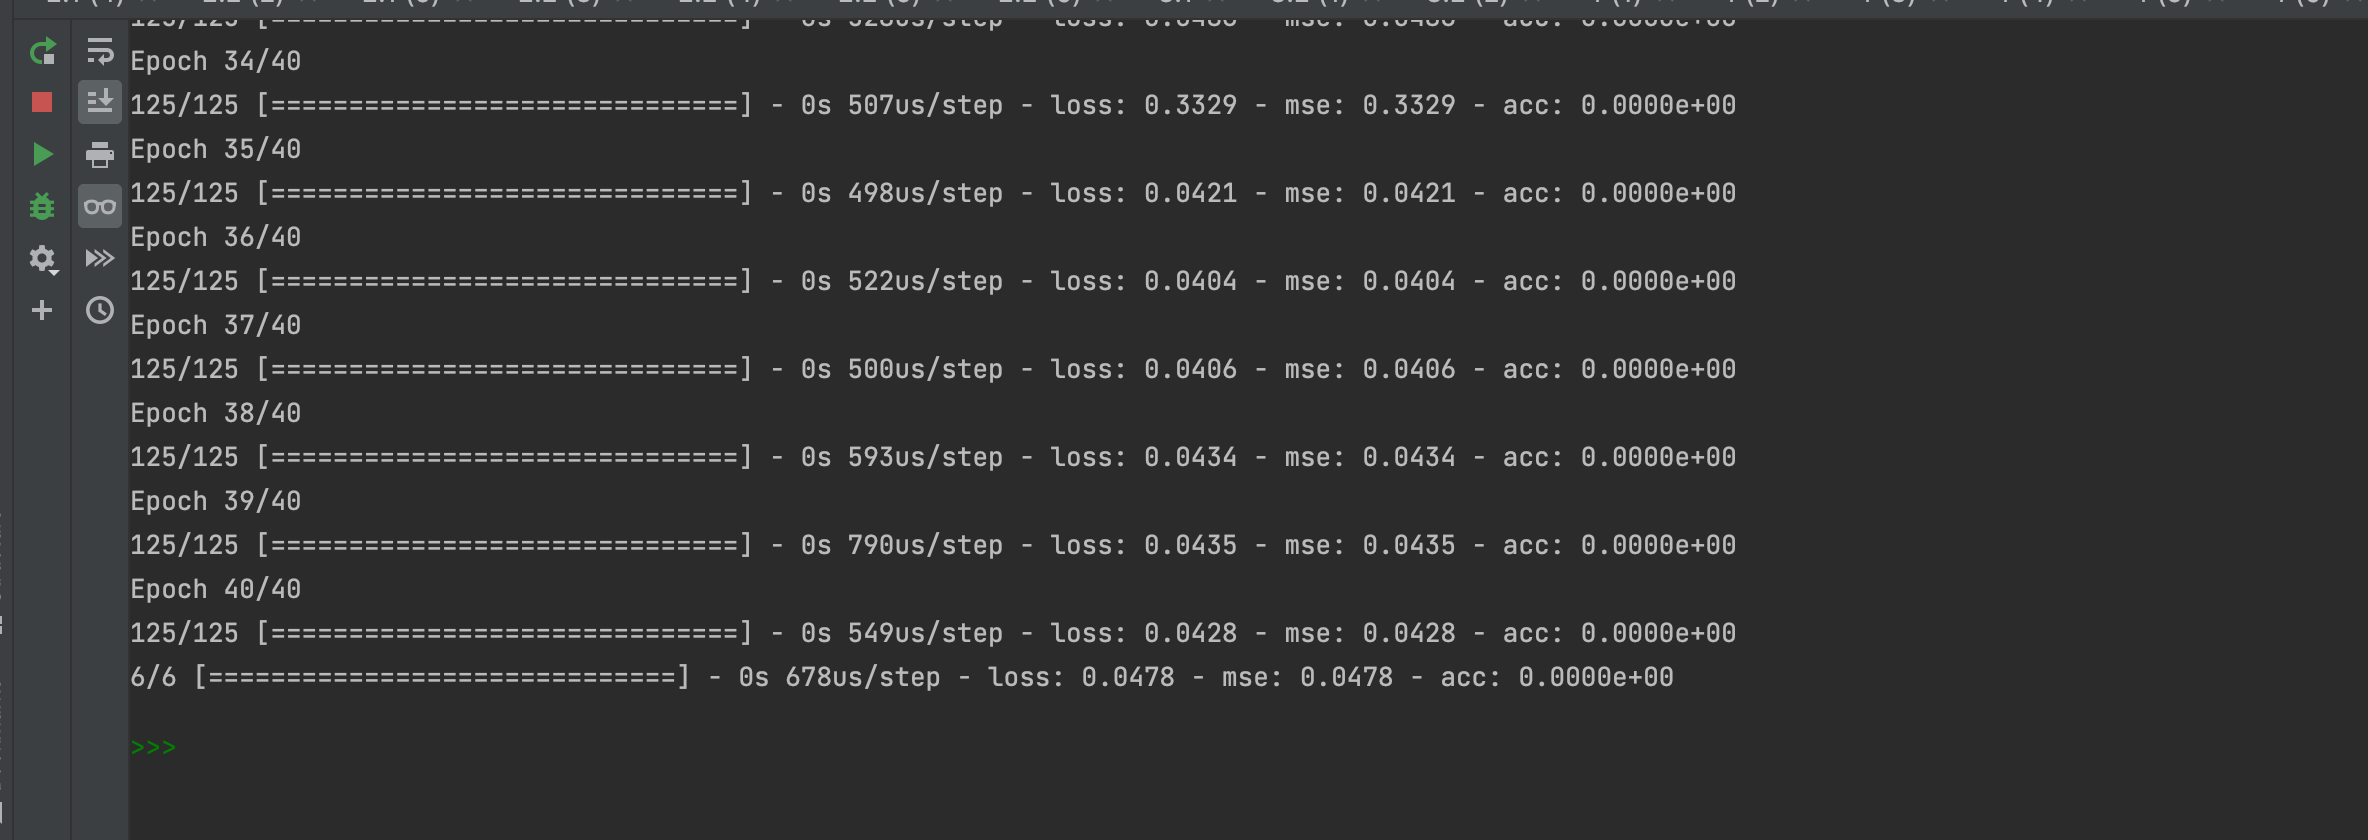 Epoch 34/40
125/125 [==============================] - 0s 507us/step - loss: 0.3329 - mse: 0.3329 - acc: 0.0000e+00
Epoch 35/40
125/125 [==============================] - 0s 498us/step - loss: 0.0421 - mse: 0.0421 - acc: 0.0000e+00
Epoch 36/40
125/125 [==============================] - 0s 522us/step - loss: 0.0404 - mse: 0.0404 - acc: 0.0000e+00
Epoch 37/40
125/125 [==============================] - 0s 500us/step - loss: 0.0406 - mse: 0.0406 - acc: 0.0000e+00
Epoch 38/40
125/125 [==============================] - 0s 593us/step - loss: 0.0434 - mse: 0.0434 - acc: 0.0000e+00
Epoch 39/40
125/125 [==============================] - 0s 790us/step - loss: 0.0435 - mse: 0.0435 - acc: 0.0000e+00
Epoch 40/40
125/125 [==============================] - 0s 549us/step - loss: 0.0428 - mse: 0.0428 - acc: 0.0000e+00
6/6 [==============================] - 0s 678us/step - loss: 0.0478 - mse: 0.0478 - acc: 0.0000e+00
>>>